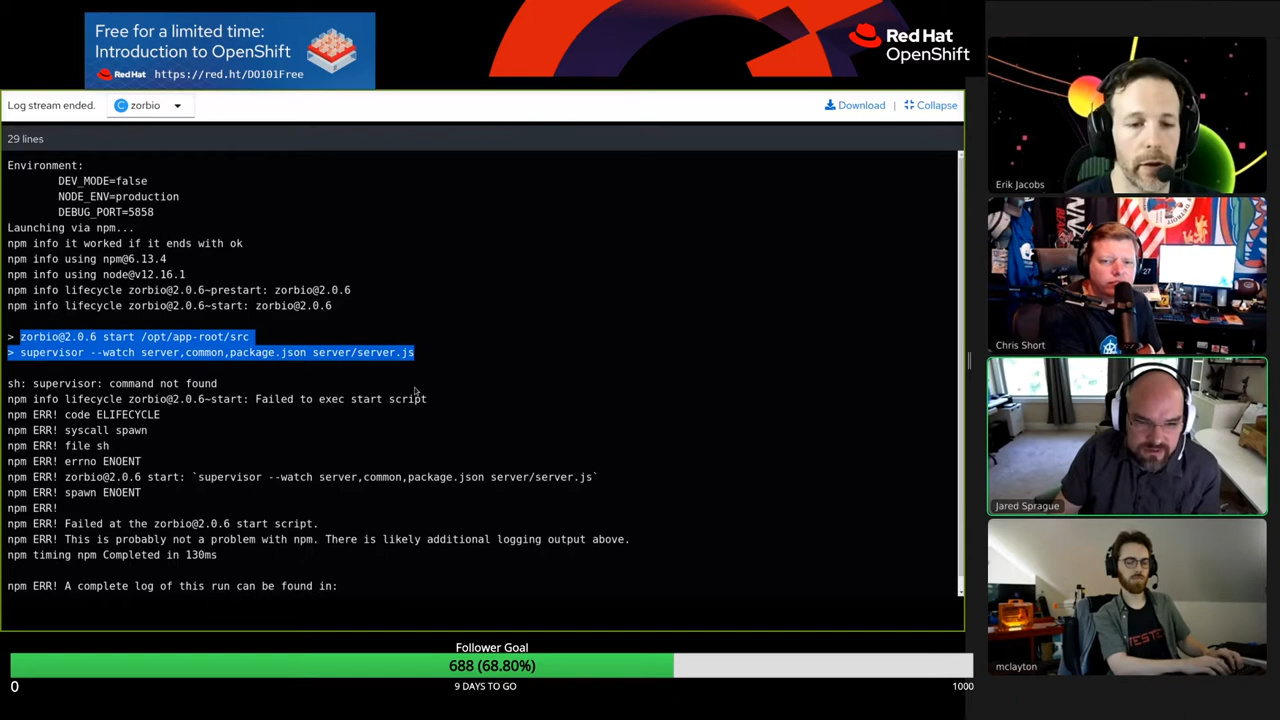 Free for a limited time:
Introduction to OpenShift
Red Hat https://red.ht/DO101Free
Red Hat
OpenShift
Log stream ended.
C zorbio
Download | Collapse
29 lines
Environment:
DEV_MODE=false
NODE_ENV=production
DEBUG_PORT=5858
Launching via npm...
npm info it worked if it ends with ok
npm info using npm@6.13.4
npm info using node@v12.16.1
npm info lifecycle zorbio@2.0.6~prestart: zorbio@2.0.6
npm info lifecycle zorbio@2.0.6~start: zorbio@2.0.6
> zorbio@2.0.6 start /opt/app-root/src
> supervisor --watch server,common,package.json server/server.js
sh: supervisor: command not found
npm info lifecycle zorbio@2.0.6~start: Failed to exec start script
npm ERR! code ELIFECYCLE
npm ERR! syscall spawn
npm ERR! file sh
npm ERR! errno ENOENT
npm ERR! zorbio@2.0.6 start: `supervisor --watch server,common,package.json server/server.js`
npm ERR! spawn ENOENT
npm ERR!
npm ERR! Failed at the zorbio@2.0.6 start script.
npm ERR! This is probably not a problem with npm. There is likely additional logging output above.
npm timing npm Completed in 130ms
npm ERR! A complete log of this run can be found in:
Follower Goal
688 (68.80%)
0
9 DAYS TO GO
1000
Erik Jacobs
27
Chris Short
Jared Sprague
mclayton